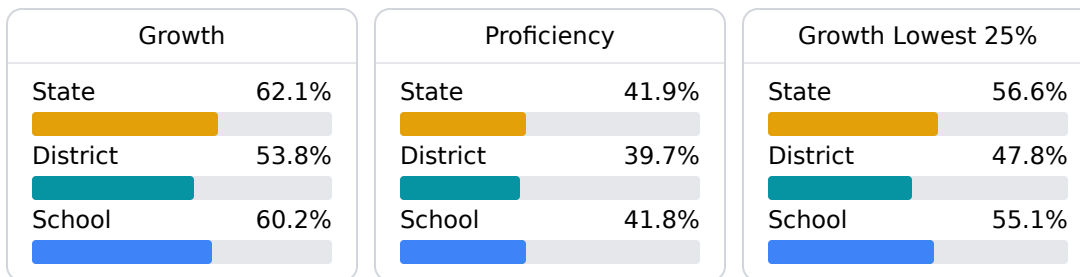 Growth
State 62.1%
District 53.8%
School 60.2%
Proficiency
State 41.9%
District 39.7%
School 41.8%
Growth Lowest 25%
State 56.6%
District 47.8%
School 55.1%